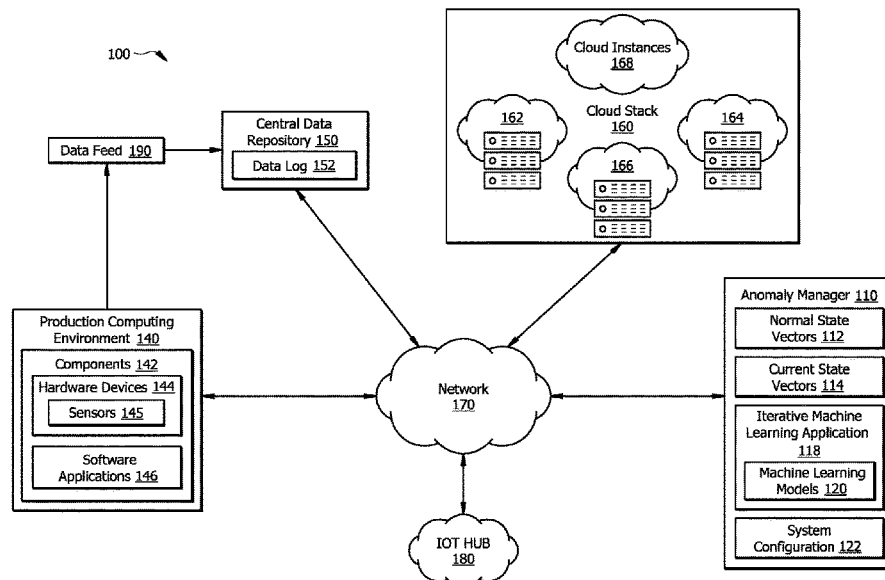 100
Data Feed 190
Central Data
Repository 150
Data Log 152
Cloud Instances
168
162
Cloud Stack
160
164
166
Production Computing
Environment 140
Components 142
Hardware Devices 144
Sensors 145
Software
Applications 146
Network
170
IOT HUB
180
Anomaly Manager 110
Normal State
Vectors 112
Current State
Vectors 114
Iterative Machine
Learning Application
118
Machine Learning
Models 120
System
Configuration 122